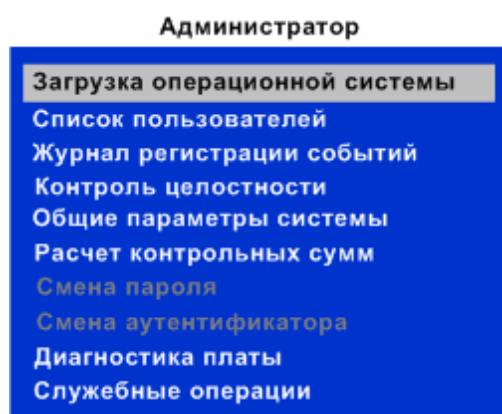 Администратор
Загрузка операционной системы
Список пользователей
Журнал регистрации событий
Контроль целостности
Общие параметры системы
Расчет контрольных сумм
Смена пароля
Смена аутентификатора
Диагностика платы
Служебные операции